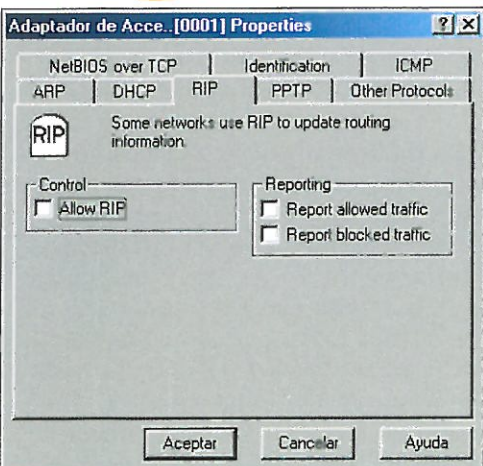 Adaptador de Acce..[0001] Properties
NetBIOS over TCP
Identification
ICMP
ARP
DHCP
RIP
PPTP
Other Protocols
RIP
Some networks use RIP to update routing
information.
Control
Allow RIP
Reporting
Report allowed traffic
Report blocked traffic
Aceptar
Cancelar
Ayuda